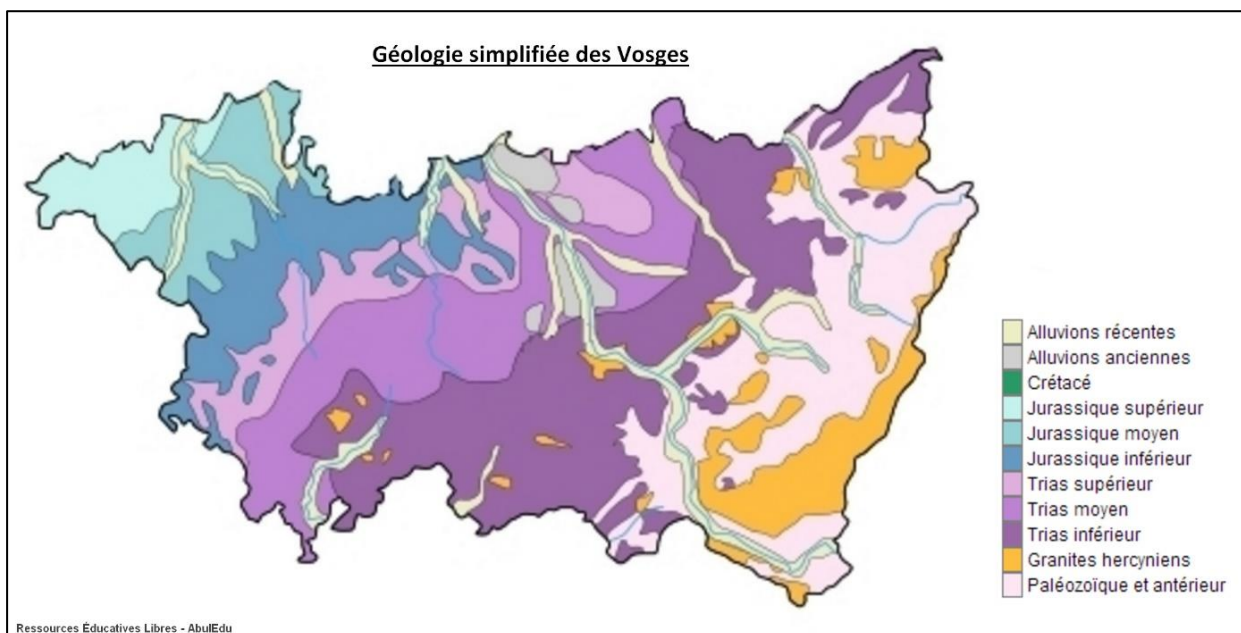 Géologie simplifiée des Vosges
Alluvions récentes
Alluvions anciennes
Crétacé
Jurassique supérieur
Jurassique moyen
Jurassique inférieur
Trias supérieur
Trias moyen
Trias inférieur
Granites hercyniens
Paléozoïque et antérieur
Ressources Éducatives Libres - AbulEdu